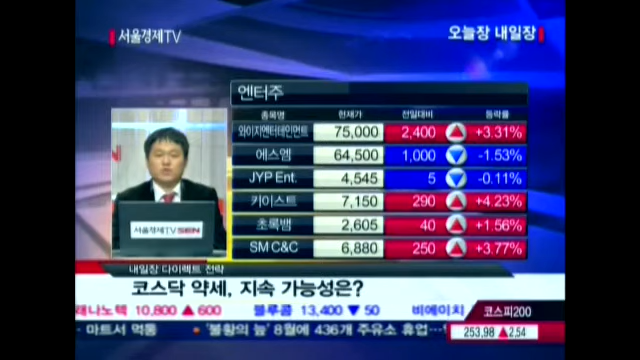 서울경제TV
오늘장 내일장
엔터주
종목명 현재가 전일대비 등락률
와이지엔터테인먼트 75,000 2,400 ▲ +3.31%
에스엠 64,500 1,000 ▼ -1.53%
JYP Ent. 4,545 5 ▼ -0.11%
키이스트 7,150 290 ▲ +4.23%
초록뱀 2,605 40 ▲ +1.56%
SM C&C 6,880 250 ▲ +3.77%
서울경제TV SEN
내일장 다이렉트 전략
코스닥 약세, 지속 가능성은?
래나노텍 10,800 ▲ 600 블루콤 13,400 ▼ 50 비에이치
코스피200
마트서 먹통 '불황의 늪' 8월에 436개 주유소 휴업
253,98 ▲ 2,54